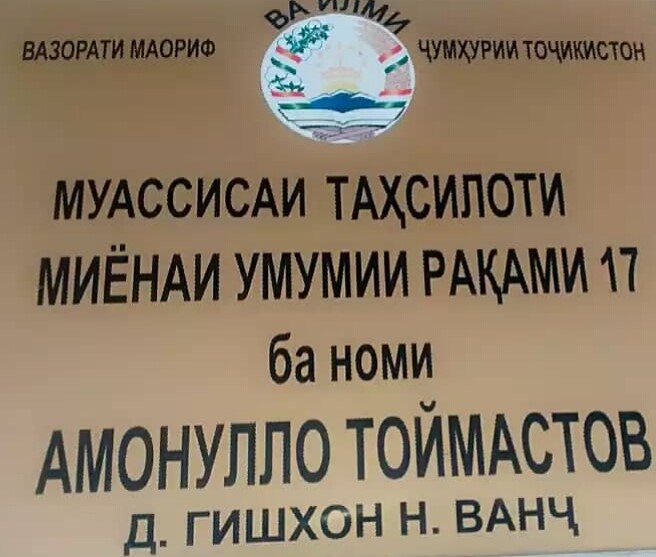 ВАЗОРАТИ МАОРИФ ВА ИЛМИ ҶУМҲУРИИ ТОҶИКИСТОН
МУАССИСАИ ТАҲСИЛОТИ
МИЁНАИ УМУМИИ РАҚАМИ 17
ба номи
АМОНУЛЛО ТОЙМАСТОВ
Д. ГИШХОН Н. ВАНҶ